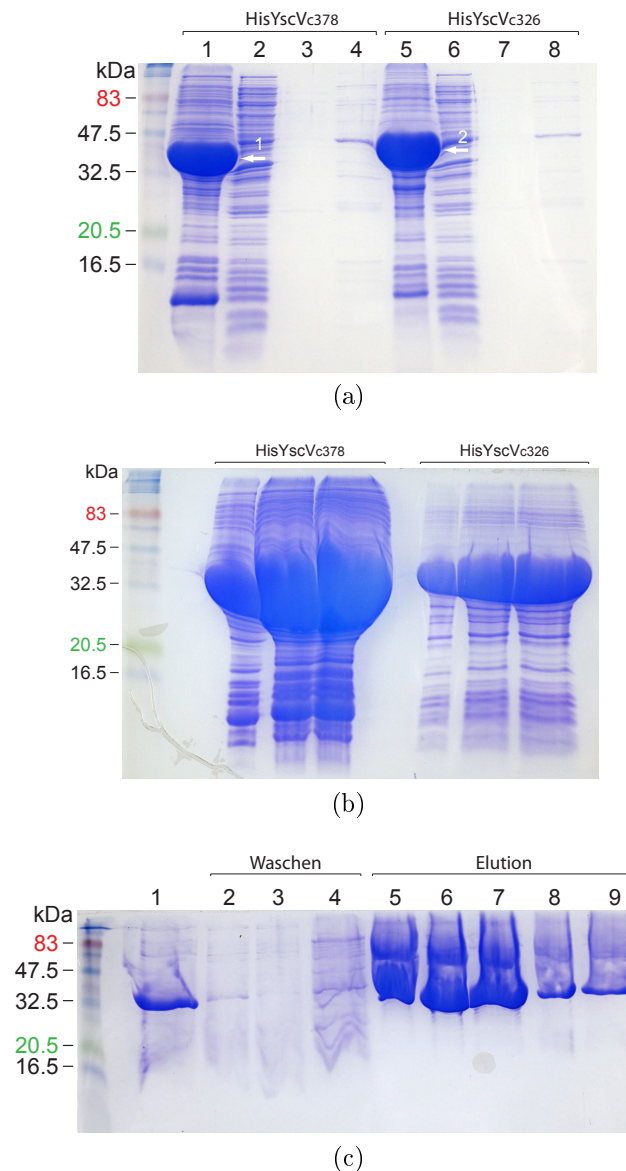 HisYscVc378 HisYscVc326
1 2 3 4 5 6 7 8
kDa
83
47.5
1
2
32.5
20.5
16.5
(a)
HisYscVc378 HisYscVc326
kDa
83
47.5
32.5
20.5
16.5
(b)
Waschen Elution
1 2 3 4 5 6 7 8 9
kDa
83
47.5
32.5
20.5
16.5
(c)